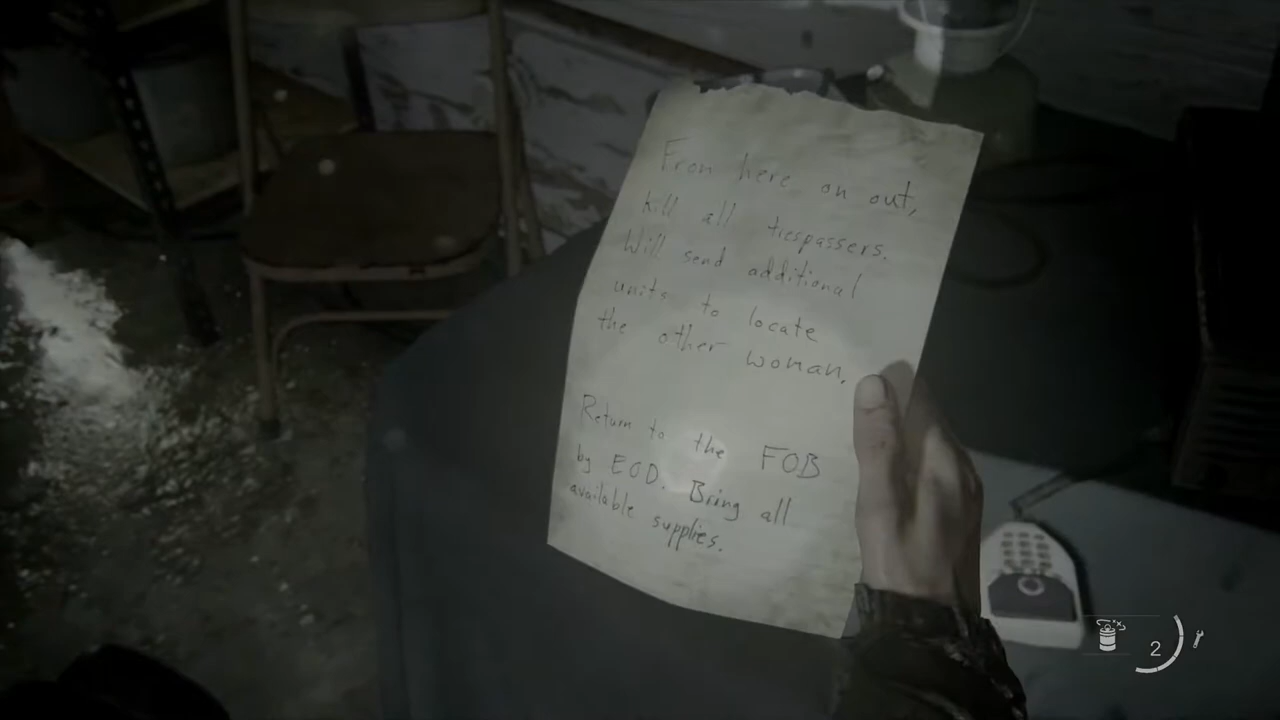 From here on out,
kill all trespassers.
Will send additional
units to locate
the other woman.
Return to the FOB
by EOD. Bring all
available supplies.
2